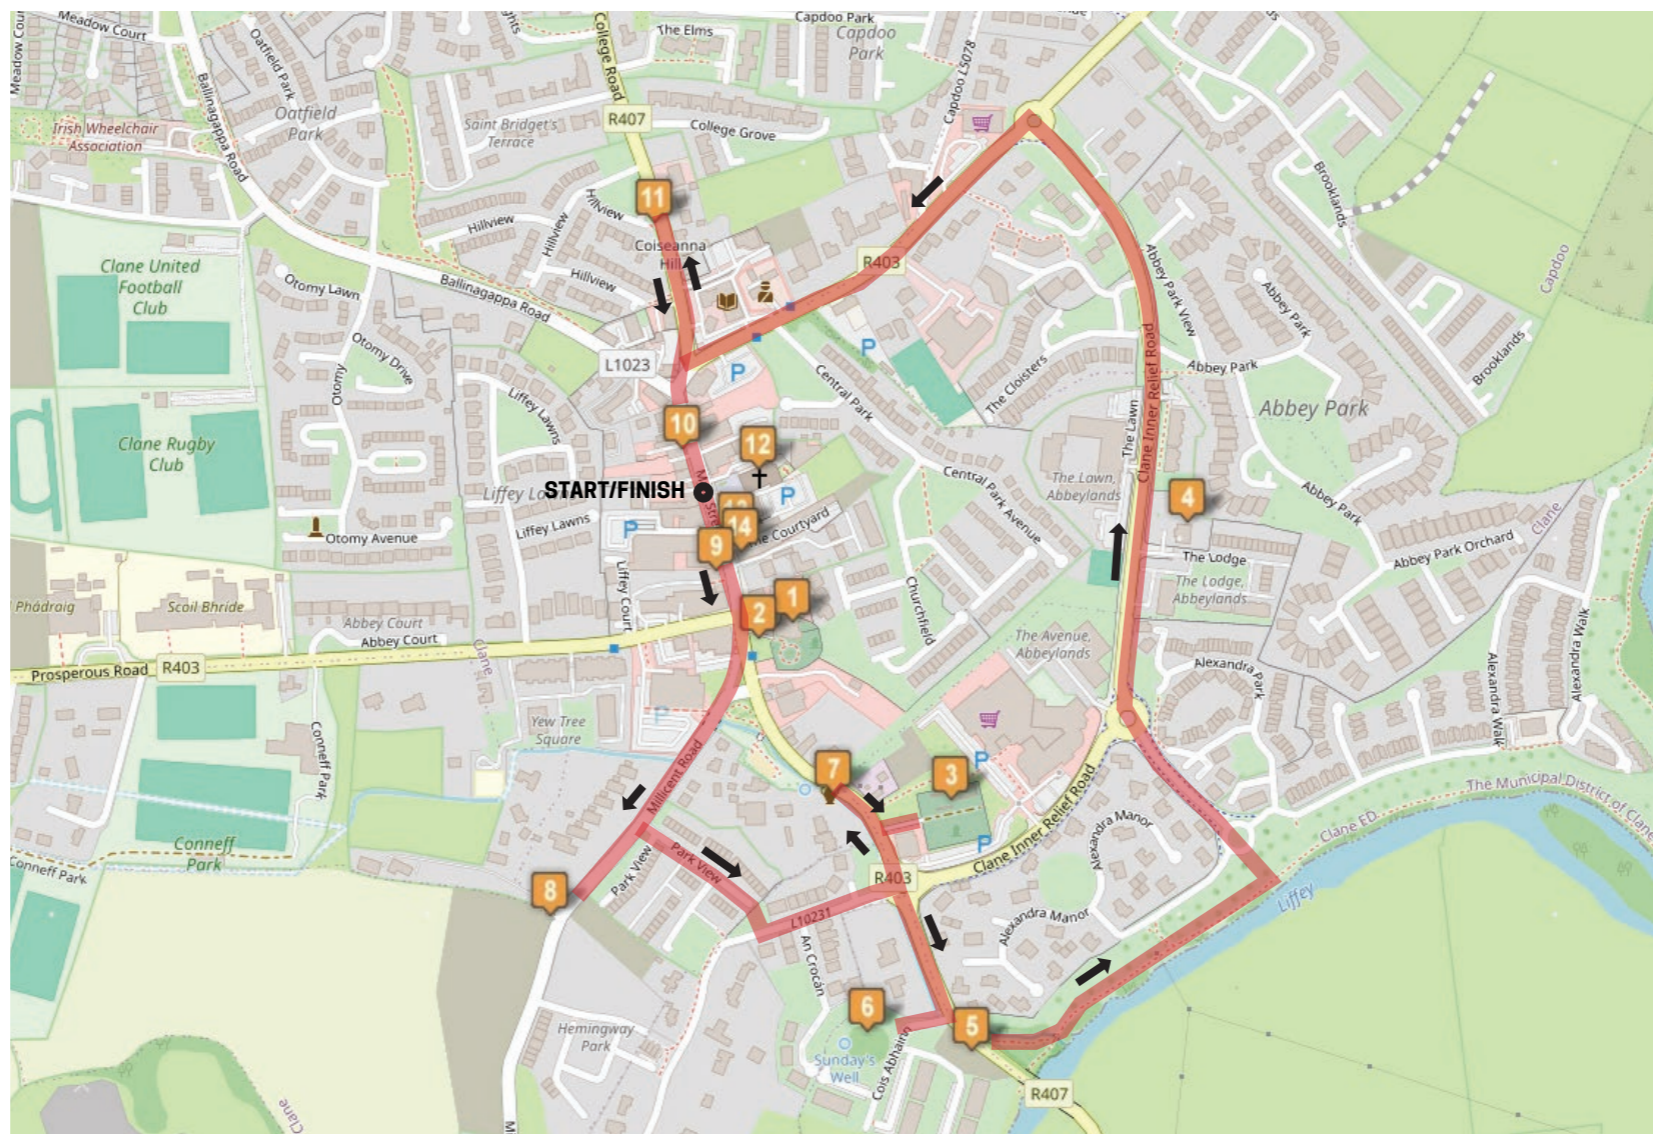 Meadow Court
Capdoo Park
The Elms
Capdoo
Park
Oatfield Park
College Road
Capdoo L5078
Ballinagappa Road
Oatfield
Park
Irish Wheelchair
Association
Saint Bridget's
Terrace
R407
College Grove
11
Hillview
Hillview
Hillview
Hillview
Coiseanna
Hill
Brooklands
Capdoo
R403
Clane United
Football
Club
Otomy Lawn
Ballinagappa Road
Abbey Park View
Abbey Park
Otomy Drive
Otomy
L1023
P
P
Central Park
The Cloisters
Abbey Park
Brooklands
Liffey Lawns
10
12
Clane Rugby
Club
Abbey Park
The Lawn
Clane Inner Relief Road
START/FINISH
Liffey Lawns
Otomy Avenue
P
P
14
9
The Courtyard
Central Park Avenue
The Lawn,
Abbeylands
4
Abbey Park
Abbey Park Orchard
Clane
The Lodge
The Lodge,
Abbeylands
Phádraig
Scoil Bhride
Liffey Court
Abbey Court
Abbey Court
2
1
Churchfield
The Avenue,
Abbeylands
Alexandra Walk
Alexandra Walk
Alexandra Park
Prosperous Road
R403
Clane
Yew Tree
Square
P
Conneff Park
Millicent Road
7
3
P
P
Clane Inner Relief Road
The Municipal District of Clane
Clane ED
Conneff
Park
Conneff Park
Alexandra Manor
Park View
Park View
8
R403
L10231
Liffey
Alexandra Manor
An Crocán
6
5
Hemingway
Park
Sunday's
Well
Cois Abhainn
R407
Clane